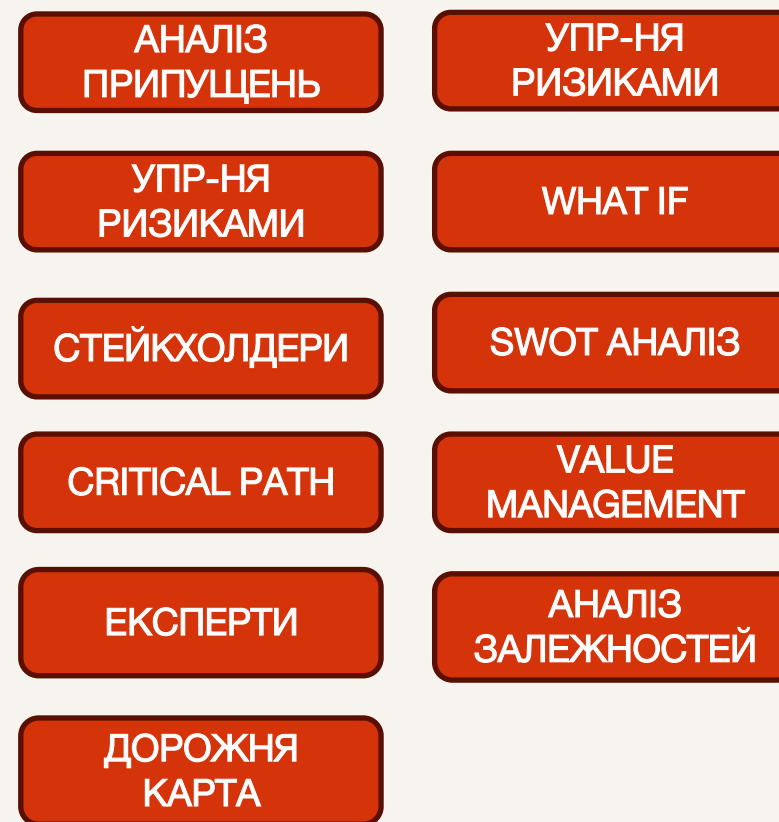 АНАЛІЗ
ПРИПУЩЕНЬ
УПР-НЯ
РИЗИКАМИ
УПР-НЯ
РИЗИКАМИ
WHAT IF
СТЕЙКХОЛДЕРИ
SWOT АНАЛІЗ
CRITICAL PATH
VALUE
MANAGEMENT
ЕКСПЕРТИ
АНАЛІЗ
ЗАЛЕЖНОСТЕЙ
ДОРОЖНЯ
КАРТА